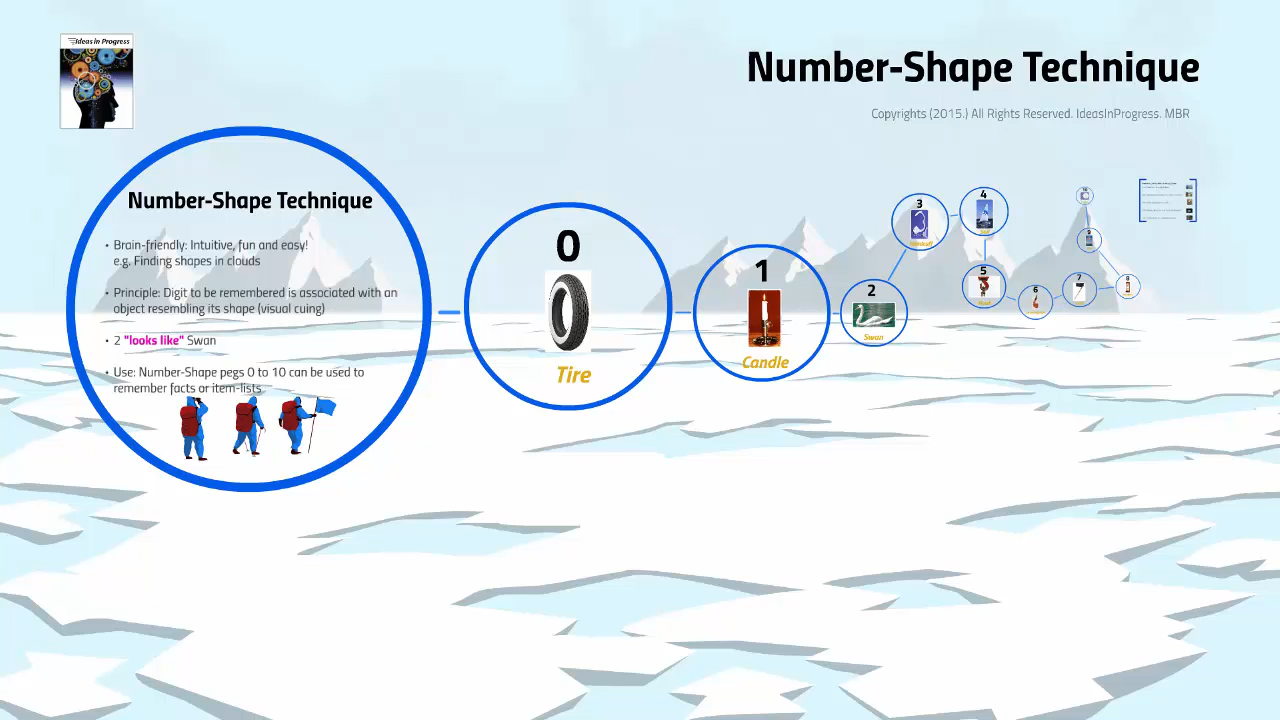 Ideas in Progress
Number-Shape Technique
Copyrights (2015.) All Rights Reserved. IdeasInProgress. MBR
Number-Shape Technique
• Brain-friendly: Intuitive, fun and easy!
e.g. Finding shapes in clouds
• Principle: Digit to be remembered is associated with an
object resembling its shape (visual cuing)
• 2 "looks like" Swan
• Use: Number-Shape pegs 0 to 10 can be used to
remember facts or item-lists
0
Tire
1
Candle
2
Swan
3
4
5
6
7
8
9
10